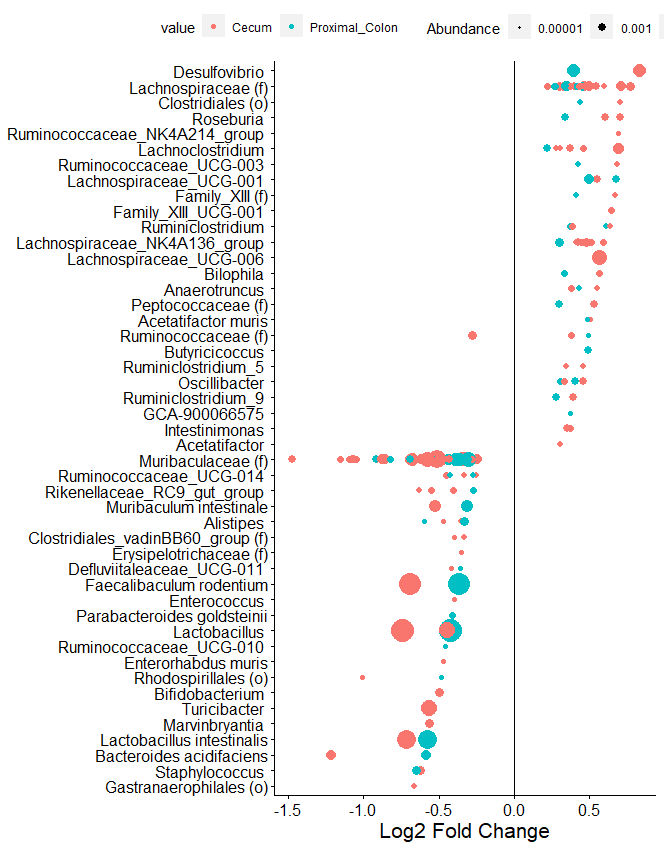 value Cecum Proximal_Colon Abundance 0.00001 0.001
Desulfovibrio
Lachnospiraceae (f)
Clostridiales (o)
Roseburia
Ruminococcaceae_NK4A214_group
Lachnoclostridium
Ruminococcaceae_UCG-003
Lachnospiraceae_UCG-001
Family_XIII (f)
Family_XIII_UCG-001
Ruminiclostridium
Lachnospiraceae_NK4A136_group
Lachnospiraceae_UCG-006
Bilophila
Anaerotruncus
Peptococcaceae (f)
Acetatifactor muris
Ruminococcaceae (f)
Butyricicoccus
Ruminiclostridium_5
Oscillibacter
Ruminiclostridium_9
GCA-900066575
Intestinimonas
Acetatifactor
Muribaculaceae (f)
Ruminococcaceae_UCG-014
Rikenellaceae_RC9_gut_group
Muribaculum intestinale
Alistipes
Clostridiales_vadinBB60_group (f)
Erysipelotrichaceae (f)
Defluviitaleaceae_UCG-011
Faecalibaculum rodentium
Enterococcus
Parabacteroides goldsteinii
Lactobacillus
Ruminococcaceae_UCG-010
Enterorhabdus muris
Rhodospirillales (o)
Bifidobacterium
Turicibacter
Marvinbryantia
Lactobacillus intestinalis
Bacteroides acidifaciens
Staphylococcus
Gastranaerophilales (o)
-1.5 -1.0 -0.5 0.0 0.5
Log2 Fold Change